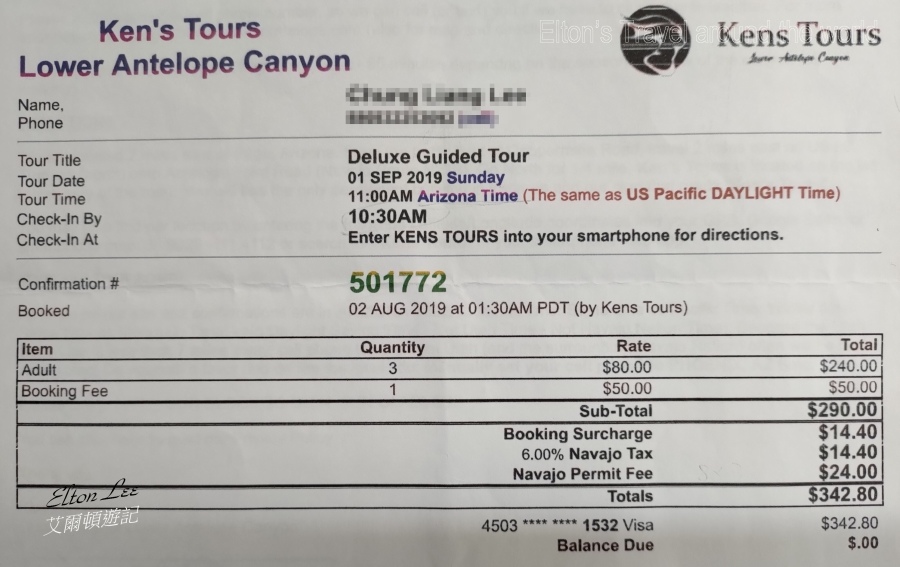 Ken's Tours
Lower Antelope Canyon
Elton's Travel around the world
Kens Tours
Lower Antelope Canyon
Name,
Phone
Tour Title Deluxe Guided Tour
Tour Date 01 SEP 2019 Sunday
Tour Time 11:00AM Arizona Time (The same as US Pacific DAYLIGHT Time)
Check-In By 10:30AM
Check-In At Enter KENS TOURS into your smartphone for directions.
Confirmation # 501772
Booked 02 AUG 2019 at 01:30AM PDT (by Kens Tours)
Item Quantity Rate Total
Adult 3 $80.00 $240.00
Booking Fee 1 $50.00 $50.00
Sub-Total $290.00
Booking Surcharge $14.40
6.00% Navajo Tax $14.40
Navajo Permit Fee $24.00
Totals $342.80
4503 **** **** 1532 Visa $342.80
Balance Due $.00
Elton Lee
艾爾頓遊記